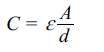 C = ε A/d